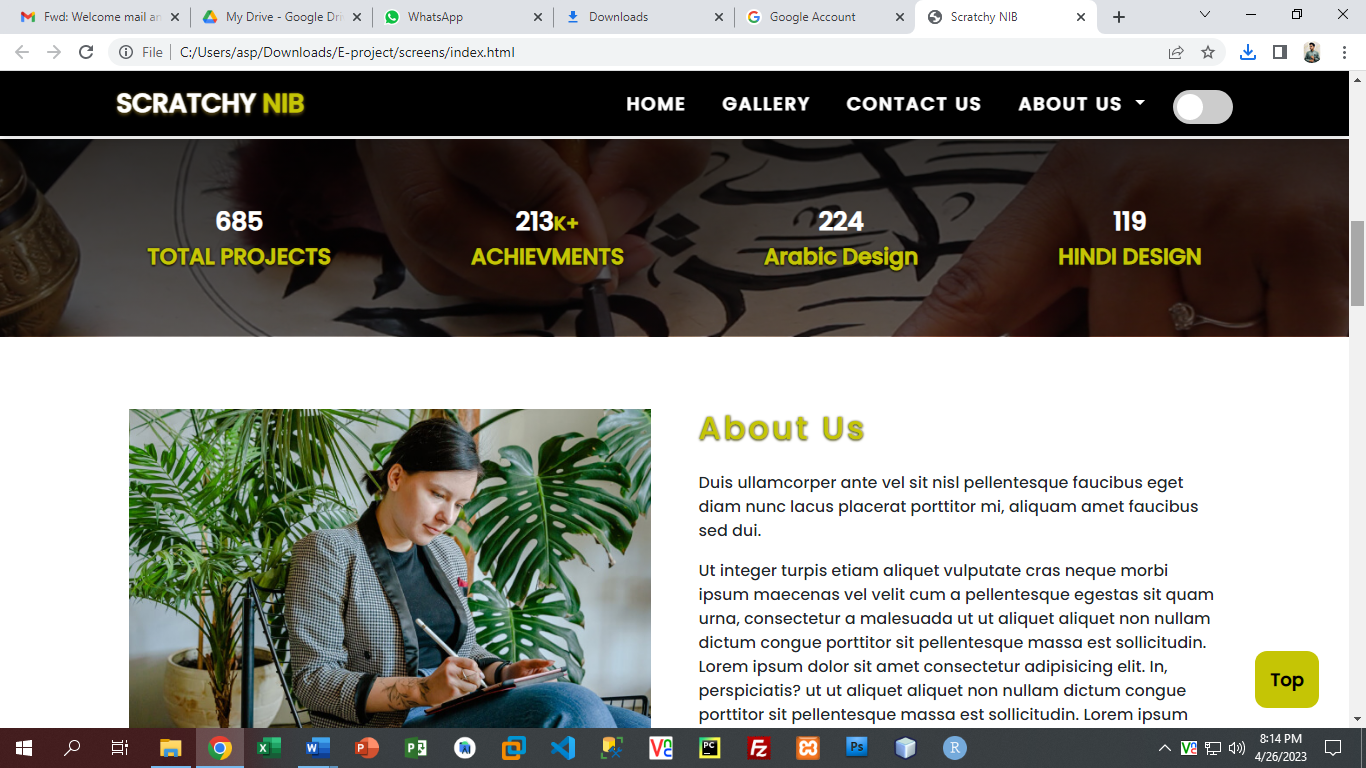 Fwd: Welcome mail an
My Drive - Google Driv
WhatsApp
Downloads
Google Account
Scratchy NIB
File
C:/Users/asp/Downloads/E-project/screens/index.html
SCRATCHY NIB
HOME
GALLERY
CONTACT US
ABOUT US
685
TOTAL PROJECTS
213K+
ACHIEVMENTS
224
Arabic Design
119
HINDI DESIGN
About Us
Duis ullamcorper ante vel sit nisl pellentesque faucibus eget
diam nunc lacus placerat porttitor mi, aliquam amet faucibus
sed dui.
Ut integer turpis etiam aliquet vulputate cras neque morbi
ipsum maecenas vel velit cum a pellentesque egestas sit quam
urna, consectetur a malesuada ut ut aliquet aliquet non nullam
dictum congue porttitor sit pellentesque massa est sollicitudin.
Lorem ipsum dolor sit amet consectetur adipisicing elit. In,
perspiciatis? ut ut aliquet aliquet non nullam dictum congue
porttitor sit pellentesque massa est sollicitudin. Lorem ipsum
Top
8:14 PM
4/26/2023